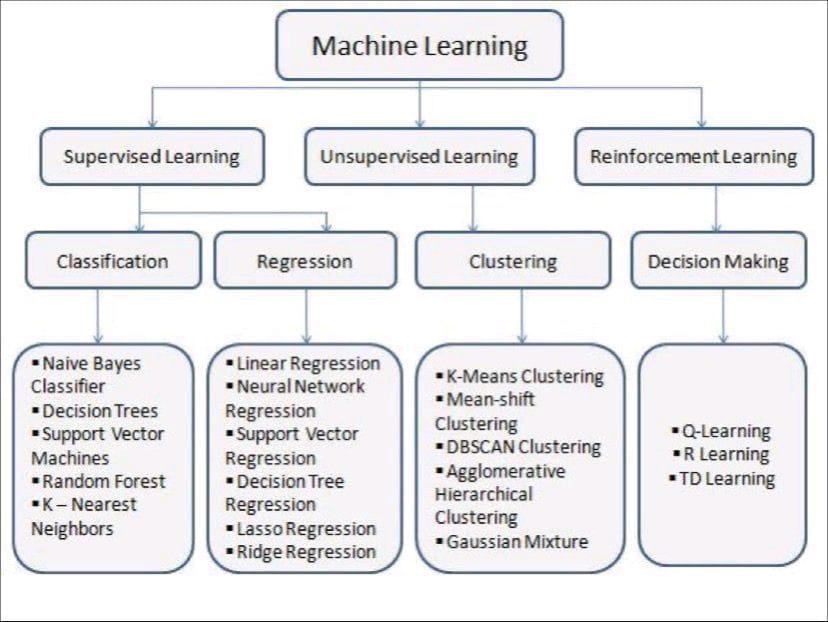 Machine Learning
Supervised Learning
Unsupervised Learning
Reinforcement Learning
Classification
Regression
Clustering
Decision Making
▪ Naive Bayes
Classifier
▪ Decision Trees
▪ Support Vector
Machines
▪ Random Forest
▪ K – Nearest
Neighbors
▪ Linear Regression
▪ Neural Network
Regression
▪ Support Vector
Regression
▪ Decision Tree
Regression
▪ Lasso Regression
▪ Ridge Regression
▪ K-Means Clustering
▪ Mean-shift
Clustering
▪ DBSCAN Clustering
▪ Agglomerative
Hierarchical
Clustering
▪ Gaussian Mixture
▪ Q-Learning
▪ R Learning
▪ TD Learning